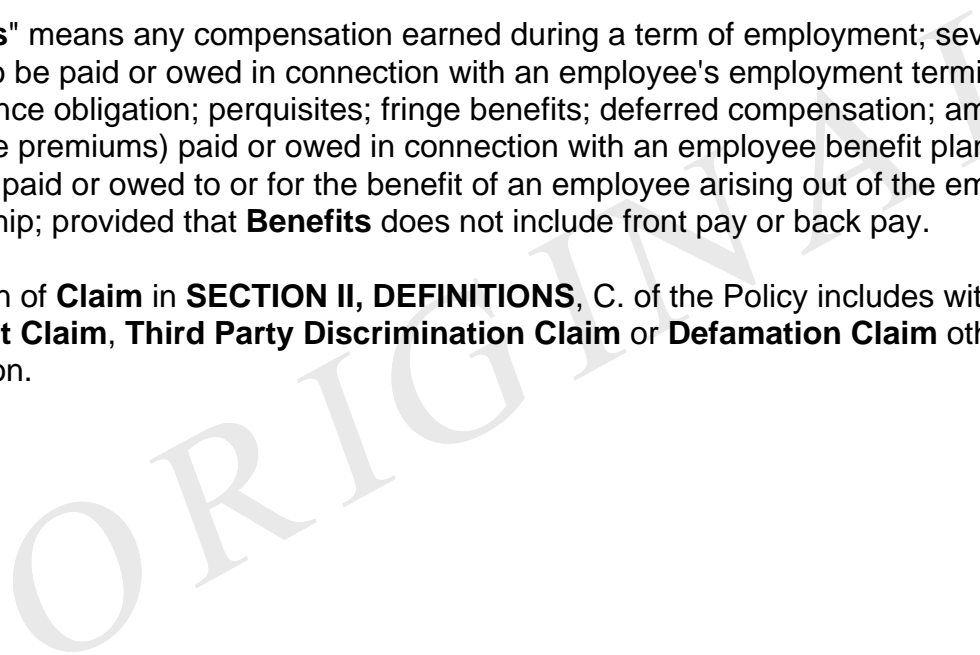 s" means any compensation earned during a term of employment; sev
o be paid or owed in connection with an employee's employment termi
nce obligation; perquisites; fringe benefits; deferred compensation; am
e premiums) paid or owed in connection with an employee benefit plan
paid or owed to or for the benefit of an employee arising out of the em
hip; provided that Benefits does not include front pay or back pay.
n of Claim in SECTION II, DEFINITIONS, C. of the Policy includes wit
t Claim, Third Party Discrimination Claim or Defamation Claim oth
on.
ORIGINAL